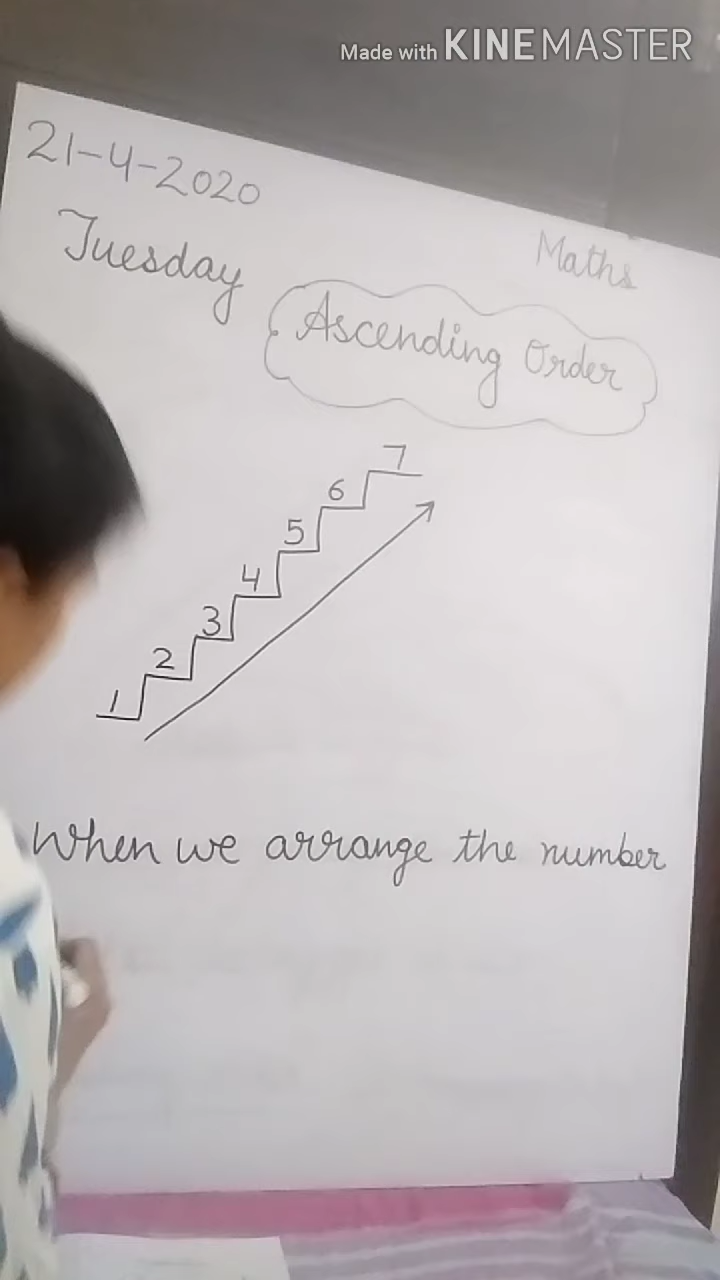 Made with KINEMASTER
21-4-2020
Tuesday
Maths
Ascending Order
7
6
5
4
3
2
1
When we arrange the number